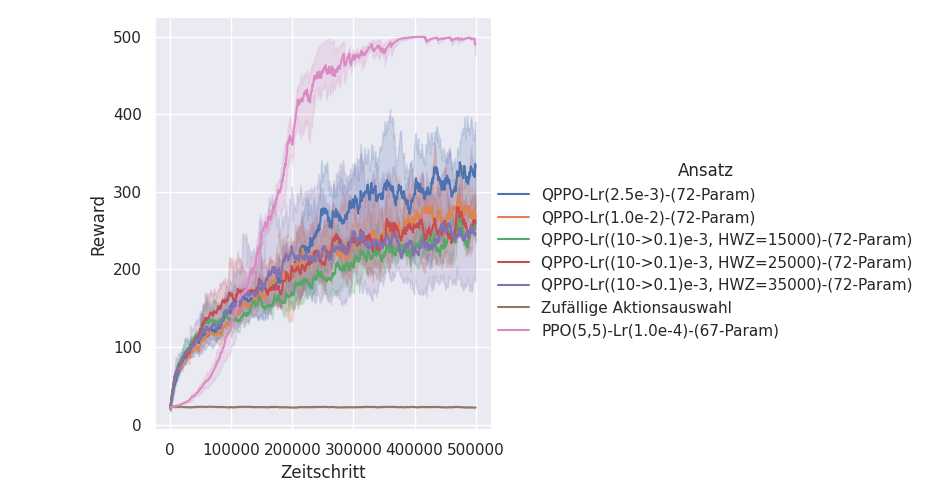 500
400
300
200
100
0
Reward
0 100000 200000 300000 400000 500000
Zeitschritt
Ansatz
QPPO-Lr(2.5e-3)-(72-Param)
QPPO-Lr(1.0e-2)-(72-Param)
QPPO-Lr((10->0.1)e-3, HWZ=15000)-(72-Param)
QPPO-Lr((10->0.1)e-3, HWZ=25000)-(72-Param)
QPPO-Lr((10->0.1)e-3, HWZ=35000)-(72-Param)
Zufällige Aktionsauswahl
PPO(5,5)-Lr(1.0e-4)-(67-Param)